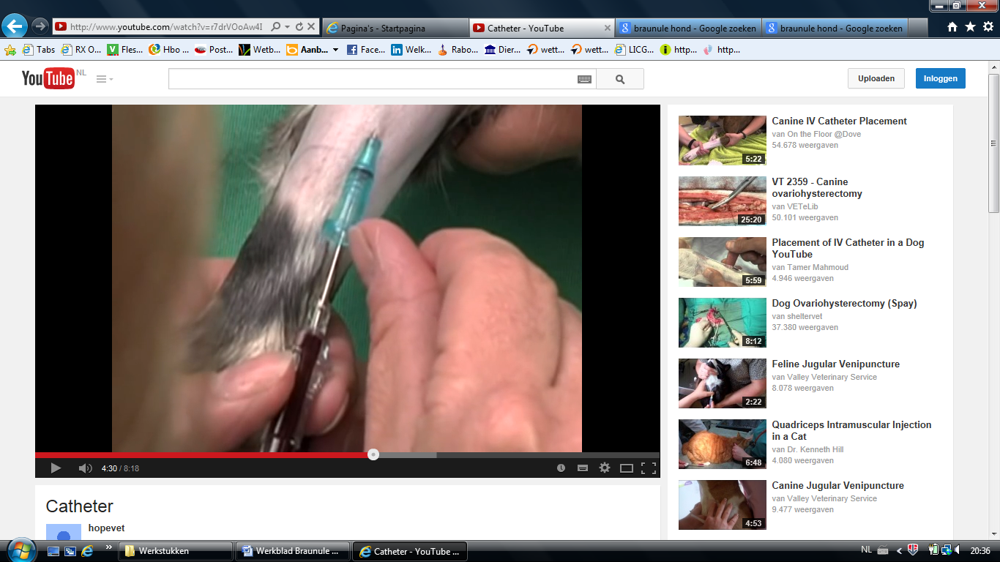 http://www.youtube.com/watch?v=r7drVOoAw4I
Pagina's - Startpagina
Catheter - YouTube
braunule hond - Google zoeken
braunule hond - Google zoeken
Tabs
RX O...
Fles...
Hbo ...
Post...
Wetb...
Aanb...
Face...
Welk...
Rabo...
Dier...
wett...
wett...
LICG...
http...
http...
YouTube NL
Uploaden
Inloggen
4:30 / 8:18
Catheter
hopevet
Canine IV Catheter Placement
van On the Floor @Dove
54.678 weergaven
5:22
VT 2359 - Canine
ovariohysterectomy
van VETeLib
50.101 weergaven
25:20
Placement of IV Catheter in a Dog
YouTube
van Tamer Mahmoud
4.946 weergaven
5:59
Dog Ovariohysterectomy (Spay)
van sheltervet
37.380 weergaven
8:12
Feline Jugular Venipuncture
van Valley Veterinary Service
8.078 weergaven
2:22
Quadriceps Intramuscular Injection
in a Cat
van Dr. Kenneth Hill
4.080 weergaven
6:48
Canine Jugular Venipuncture
van Valley Veterinary Service
9.477 weergaven
4:53
Werkstukken
Werkblad Braunule ...
Catheter - YouTube ...
NL
20:36